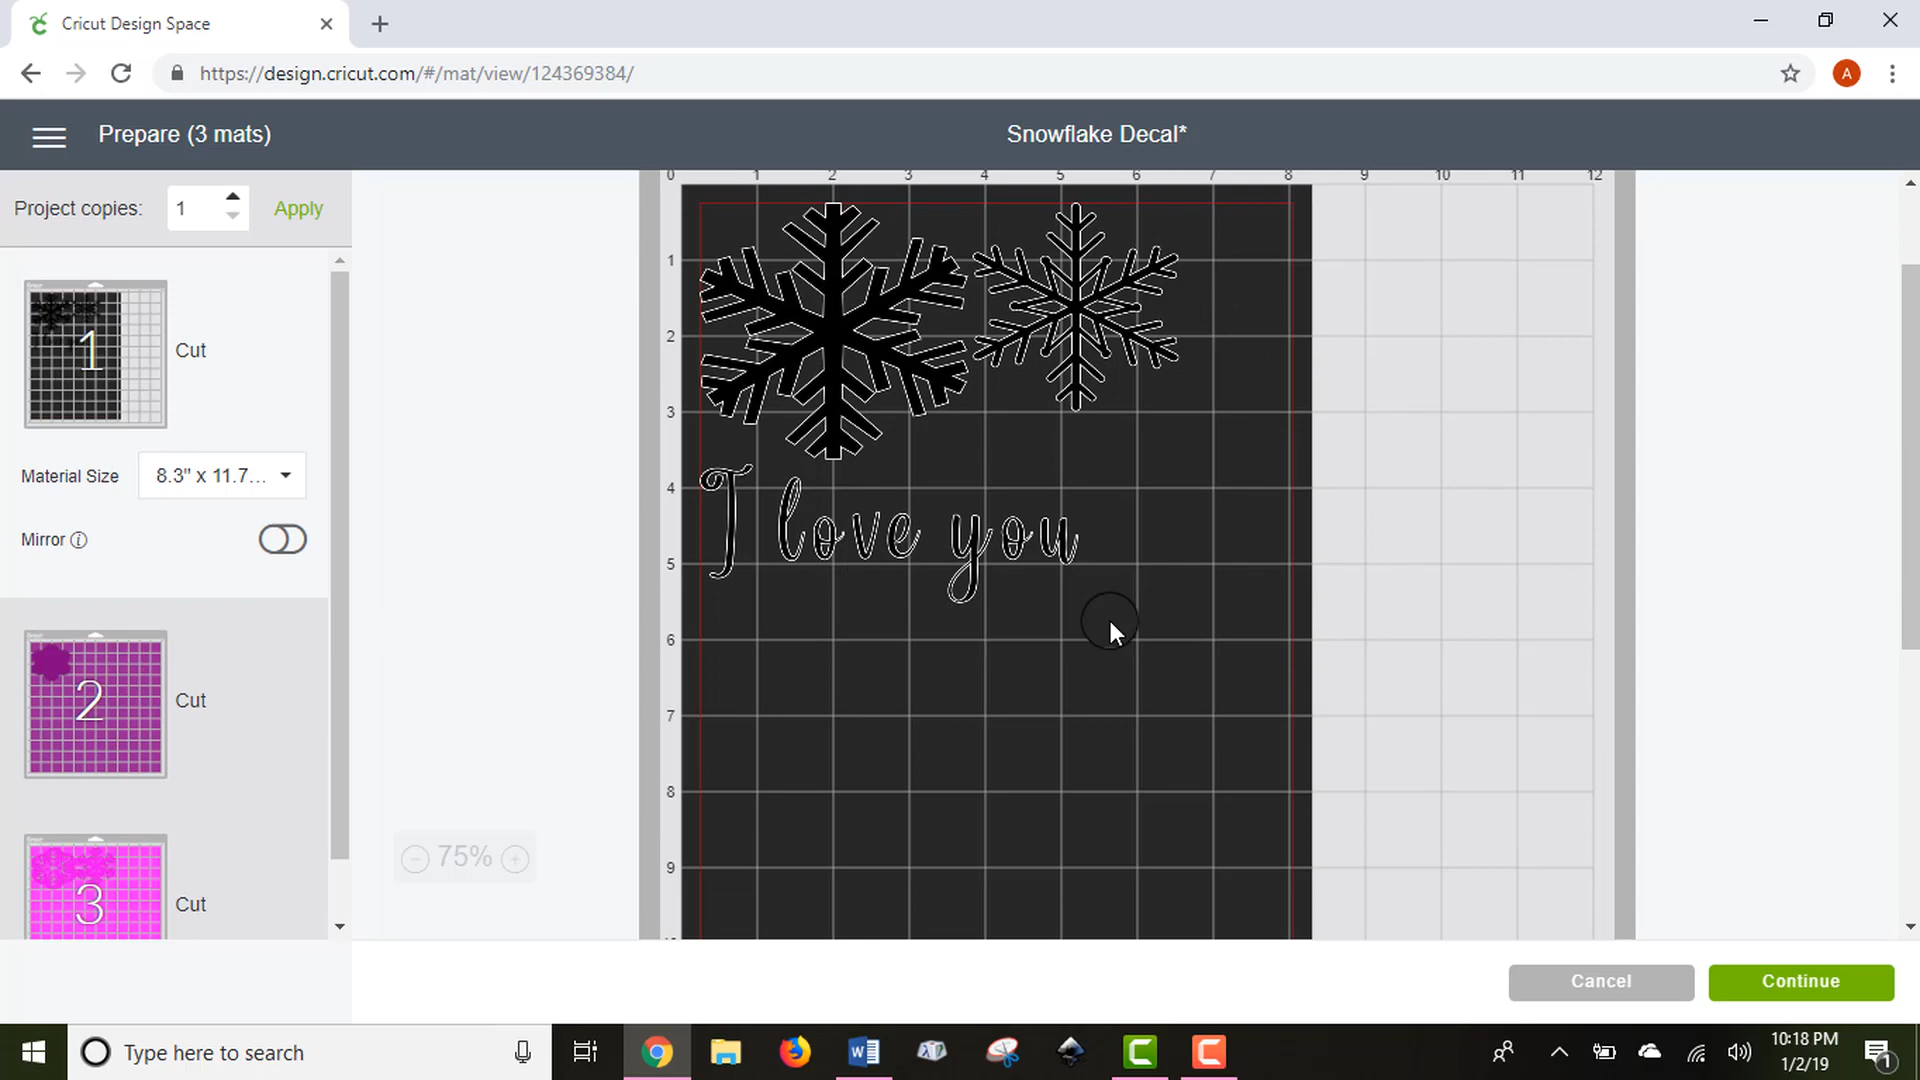 Cricut Design Space
https://design.cricut.com/#/mat/view/124369384/
Prepare (3 mats)
Snowflake Decal*
Project copies: 1 Apply
1 Cut
Material Size 8.3" x 11.7...
Mirror
2 Cut
3 Cut
0 1 2 3 4 5 6 7 8 9 10 11 12
1
2
3
4
5
6
7
8
9
I love you
75%
Cancel
Continue
Type here to search
10:18 PM
1/2/19
1
A